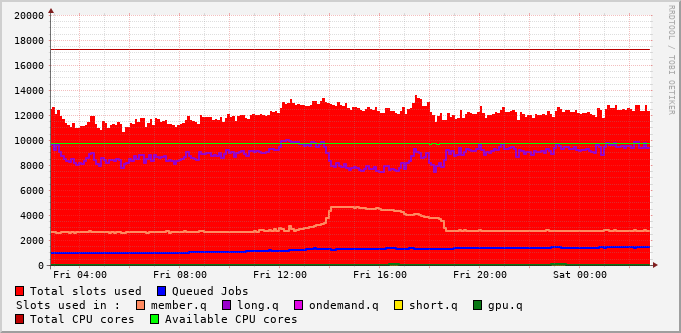 20000
18000
16000
14000
12000
10000
8000
6000
4000
2000
0
Fri 04:00 Fri 08:00 Fri 12:00 Fri 16:00 Fri 20:00 Sat 00:00
RRDTOOL / TOBI OETIKER
Total slots used Queued Jobs
Slots used in : member.q long.q ondemand.q short.q gpu.q
Total CPU cores Available CPU cores